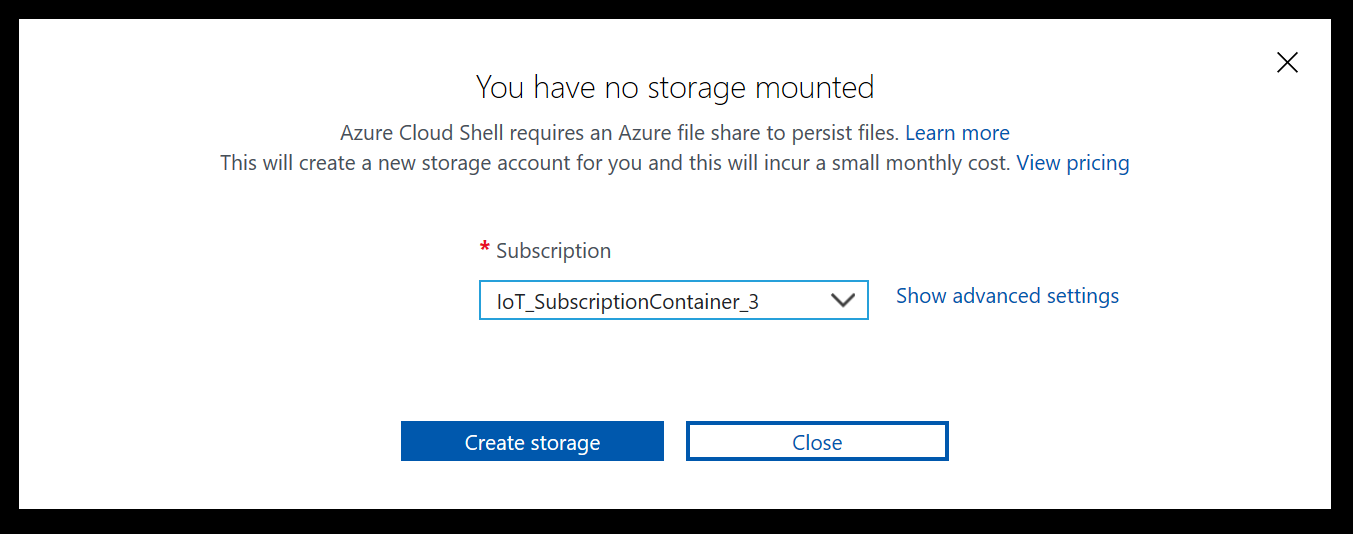 You have no storage mounted
Azure Cloud Shell requires an Azure file share to persist files. Learn more
This will create a new storage account for you and this will incur a small monthly cost. View pricing
* Subscription
IoT_SubscriptionContainer_3
Show advanced settings
Create storage
Close